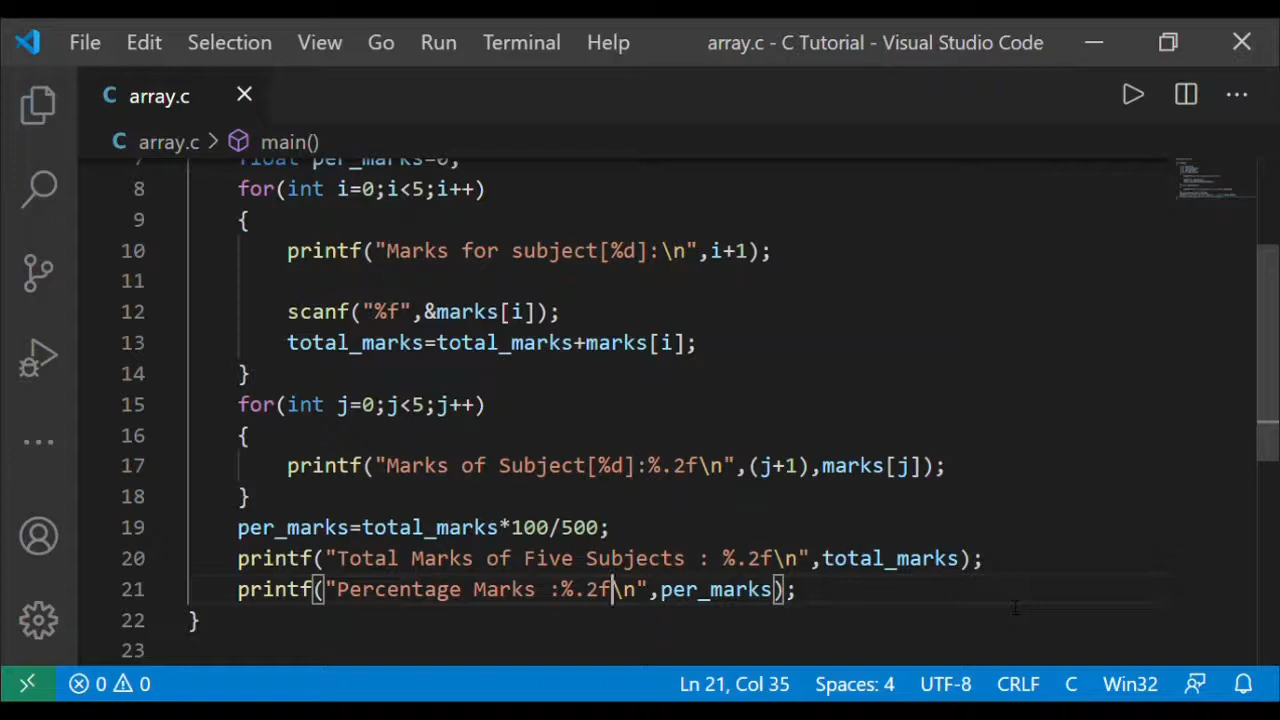 File Edit Selection View Go Run Terminal Help array.c - C Tutorial - Visual Studio Code
C array.c
C array.c > main()
7 float per_marks=0;
8 for(int i=0;i<5;i++)
9 {
10 printf("Marks for subject[%d]:\n",i+1);
11
12 scanf("%f",&marks[i]);
13 total_marks=total_marks+marks[i];
14 }
15 for(int j=0;j<5;j++)
16 {
17 printf("Marks of Subject[%d]:%.2f\n",(j+1),marks[j]);
18 }
19 per_marks=total_marks*100/500;
20 printf("Total Marks of Five Subjects : %.2f\n",total_marks);
21 printf("Percentage Marks :%.2f\n",per_marks);
22 }
23
0 0 Ln 21, Col 35 Spaces: 4 UTF-8 CRLF C Win32